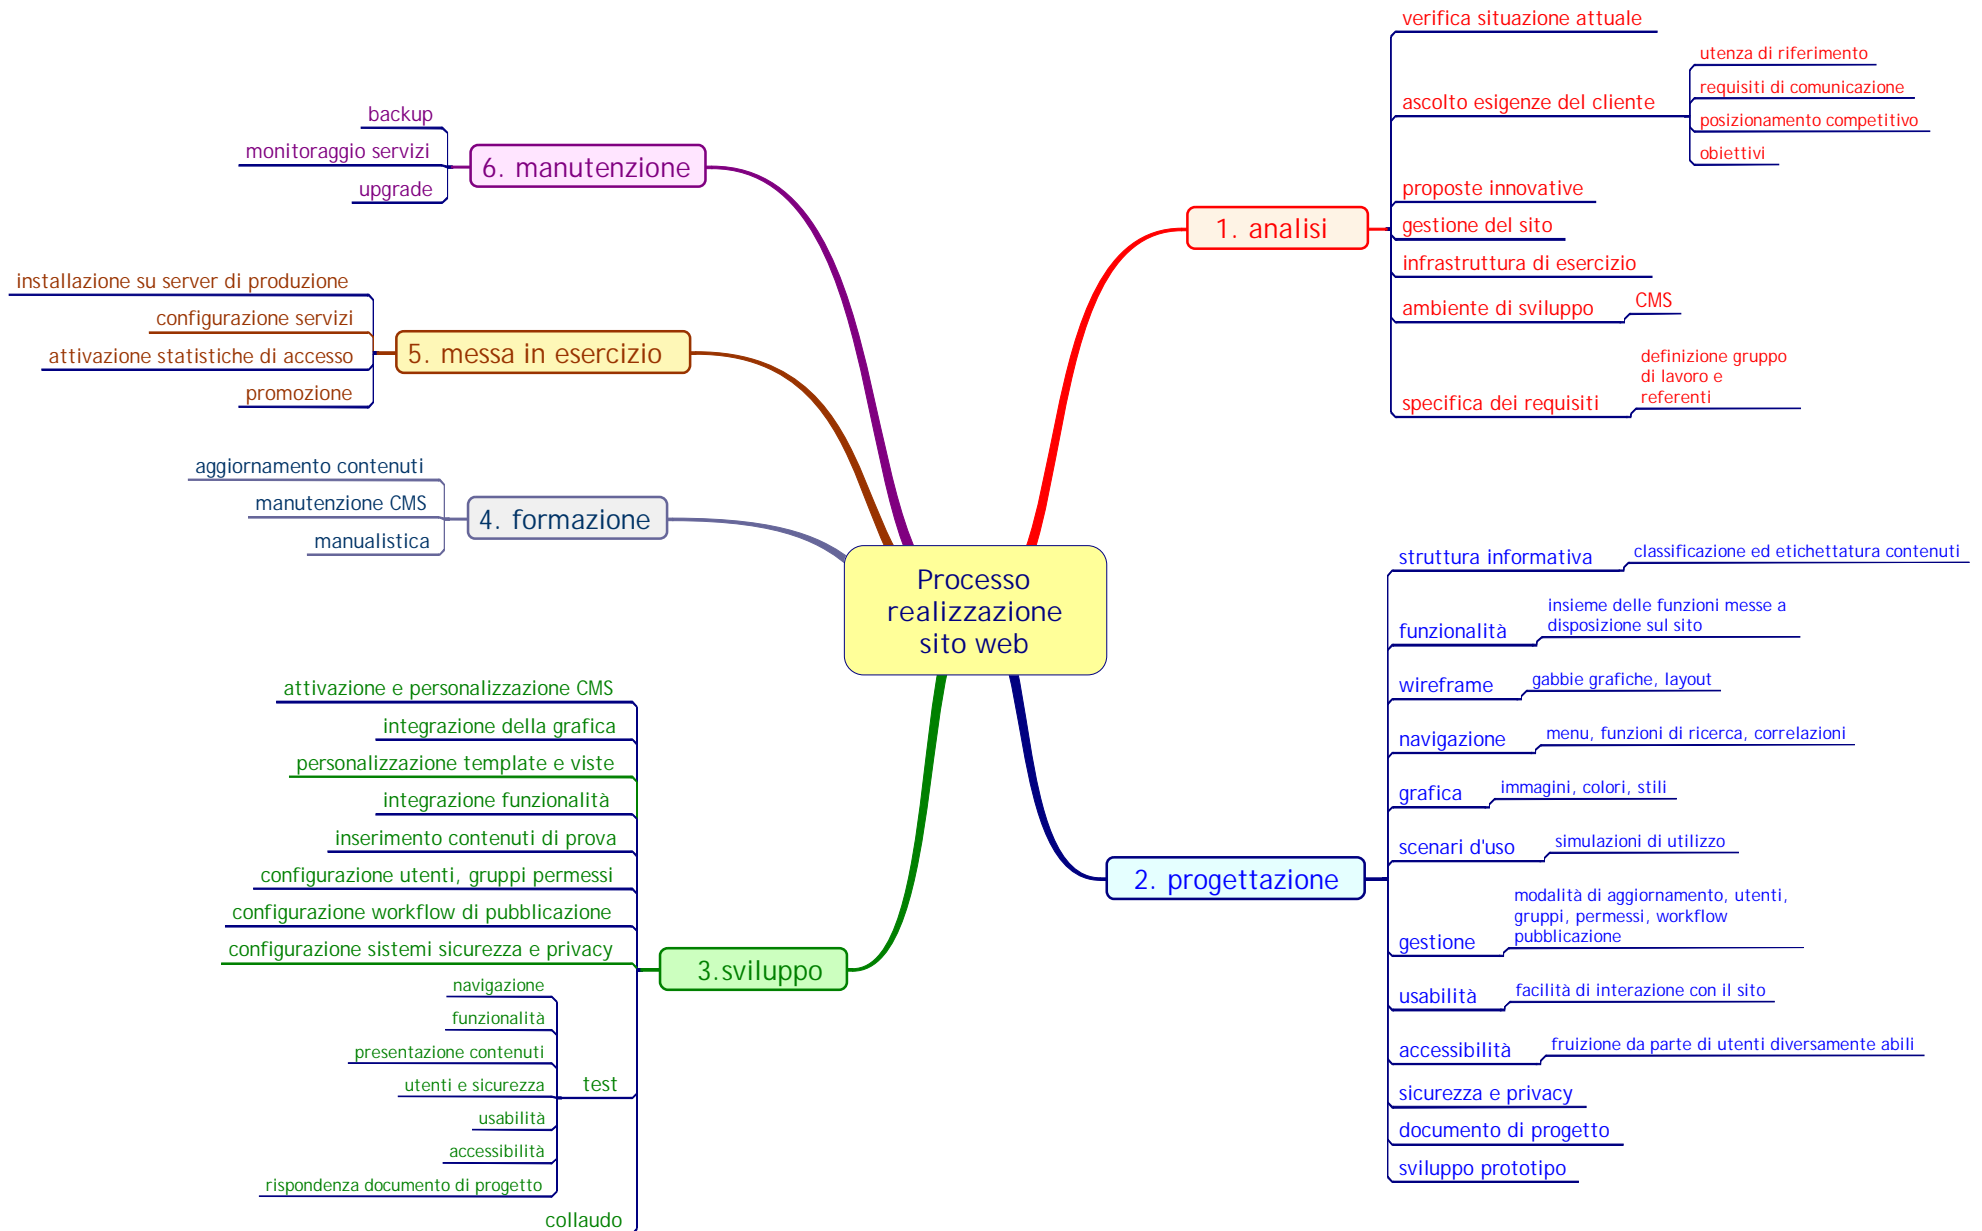 Processo
realizzazione
sito web
1. analisi
verifica situazione attuale
ascolto esigenze del cliente
utenza di riferimento
requisiti di comunicazione
posizionamento competitivo
obiettivi
proposte innovative
gestione del sito
infrastruttura di esercizio
ambiente di sviluppo
CMS
specifica dei requisiti
definizione gruppo
di lavoro e
referenti
2. progettazione
struttura informativa
classificazione ed etichettatura contenuti
funzionalità
insieme delle funzioni messe a
disposizione sul sito
wireframe
gabbie grafiche, layout
navigazione
menu, funzioni di ricerca, correlazioni
grafica
immagini, colori, stili
scenari d'uso
simulazioni di utilizzo
gestione
modalità di aggiornamento, utenti,
gruppi, permessi, workflow
pubblicazione
usabilità
facilità di interazione con il sito
accessibilità
fruizione da parte di utenti diversamente abili
sicurezza e privacy
documento di progetto
sviluppo prototipo
3.sviluppo
attivazione e personalizzazione CMS
integrazione della grafica
personalizzazione template e viste
integrazione funzionalità
inserimento contenuti di prova
configurazione utenti, gruppi permessi
configurazione workflow di pubblicazione
configurazione sistemi sicurezza e privacy
test
navigazione
funzionalità
presentazione contenuti
utenti e sicurezza
usabilità
accessibilità
rispondenza documento di progetto
collaudo
4. formazione
aggiornamento contenuti
manutenzione CMS
manualistica
5. messa in esercizio
installazione su server di produzione
configurazione servizi
attivazione statistiche di accesso
promozione
6. manutenzione
backup
monitoraggio servizi
upgrade